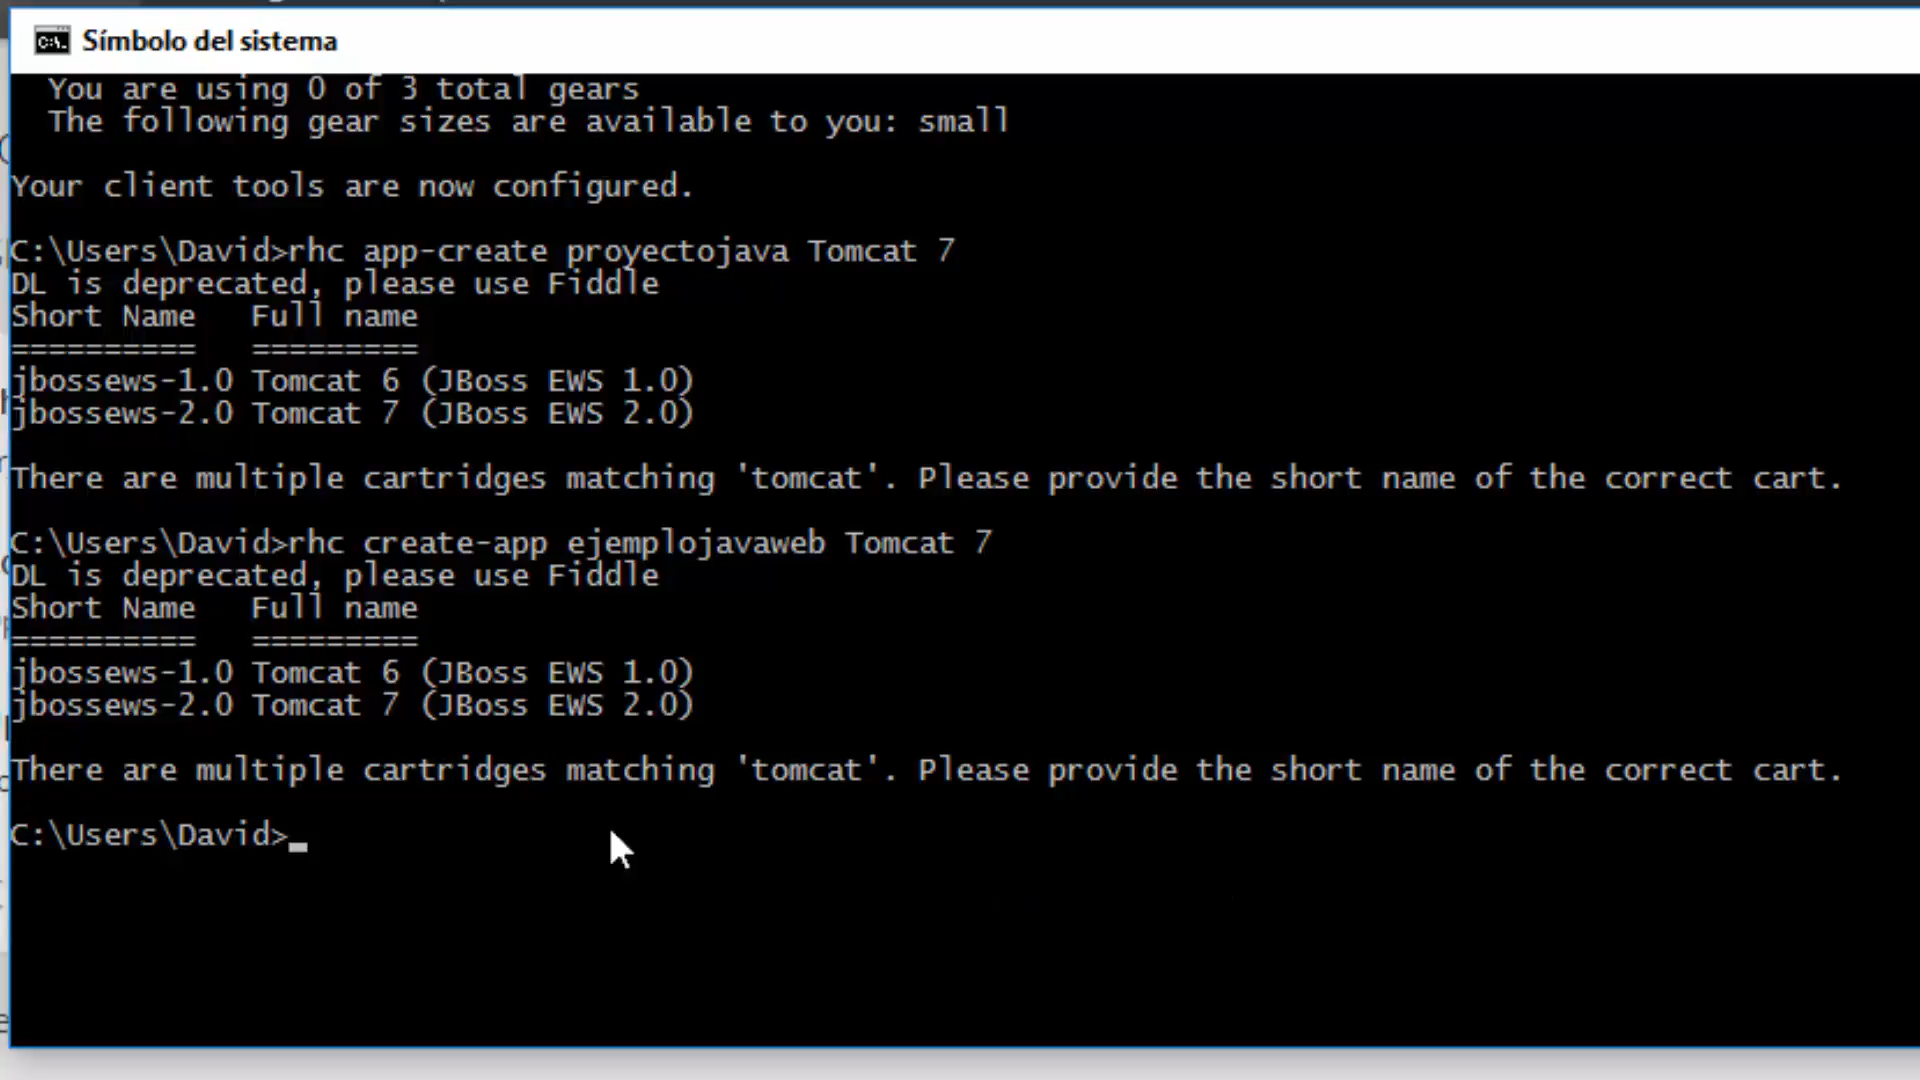 Símbolo del sistema
You are using 0 of 3 total gears
The following gear sizes are available to you: small
Your client tools are now configured.
C:\Users\David>rhc app-create proyectojava Tomcat 7
DL is deprecated, please use Fiddle
Short Name   Full name
==========   =========
jbossews-1.0 Tomcat 6 (JBoss EWS 1.0)
jbossews-2.0 Tomcat 7 (JBoss EWS 2.0)
There are multiple cartridges matching 'tomcat'. Please provide the short name of the correct cart.
C:\Users\David>rhc create-app ejemplojavaweb Tomcat 7
DL is deprecated, please use Fiddle
Short Name   Full name
==========   =========
jbossews-1.0 Tomcat 6 (JBoss EWS 1.0)
jbossews-2.0 Tomcat 7 (JBoss EWS 2.0)
There are multiple cartridges matching 'tomcat'. Please provide the short name of the correct cart.
C:\Users\David>